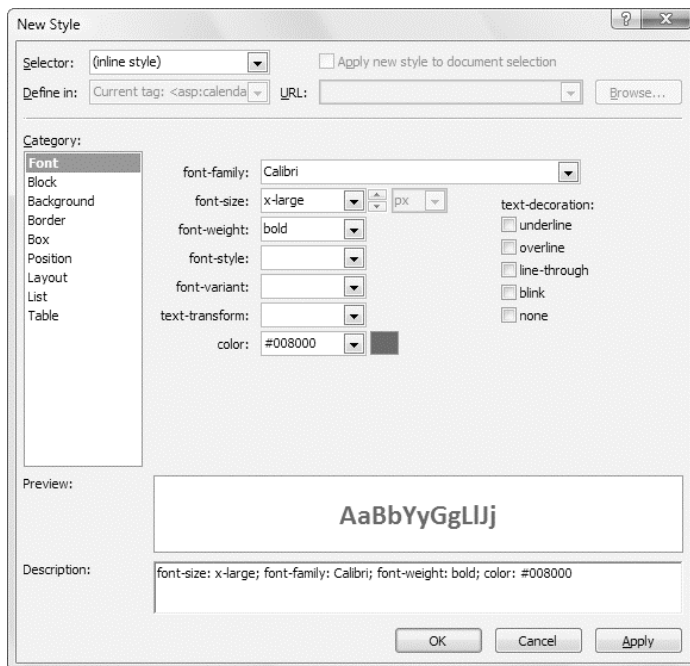 New Style
Selector: (inline style) Apply new style to document selection
Define in: Current tag: <asp:calenda URL: Browse...
Category:
Font
Block
Background
Border
Box
Position
Layout
List
Table
font-family: Calibri
font-size: x-large px
font-weight: bold
font-style:
font-variant:
text-transform:
color: #008000
text-decoration:
underline
overline
line-through
blink
none
Preview:
AaBbYyGgLlJj
Description:
font-size: x-large; font-family: Calibri; font-weight: bold; color: #008000
OK Cancel Apply